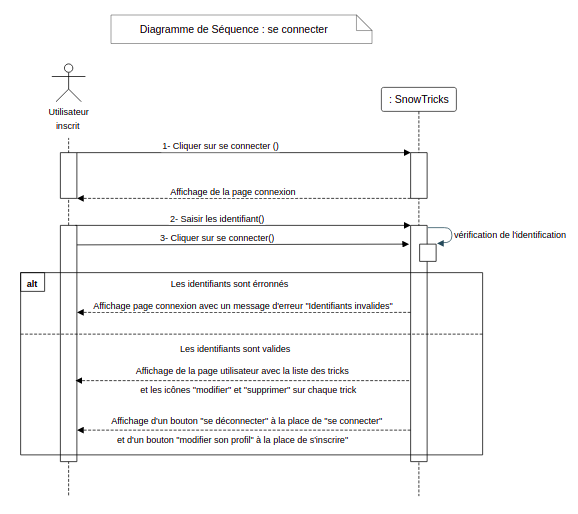 Diagramme de Séquence : se connecter
: SnowTricks
Utilisateur
inscrit
1- Cliquer sur se connecter ()
Affichage de la page connexion
2- Saisir les identifiant()
vérification de l'identification
3- Cliquer sur se connecter()
alt
Les identifiants sont érronnés
Affichage page connexion avec un message d'erreur "Identifiants invalides"
Les identifiants sont valides
Affichage de la page utilisateur avec la liste des tricks
et les icônes "modifier" et "supprimer" sur chaque trick
Affichage d'un bouton "se déconnecter" à la place de "se connecter"
et d'un bouton "modifier son profil" à la place de s'inscrire"